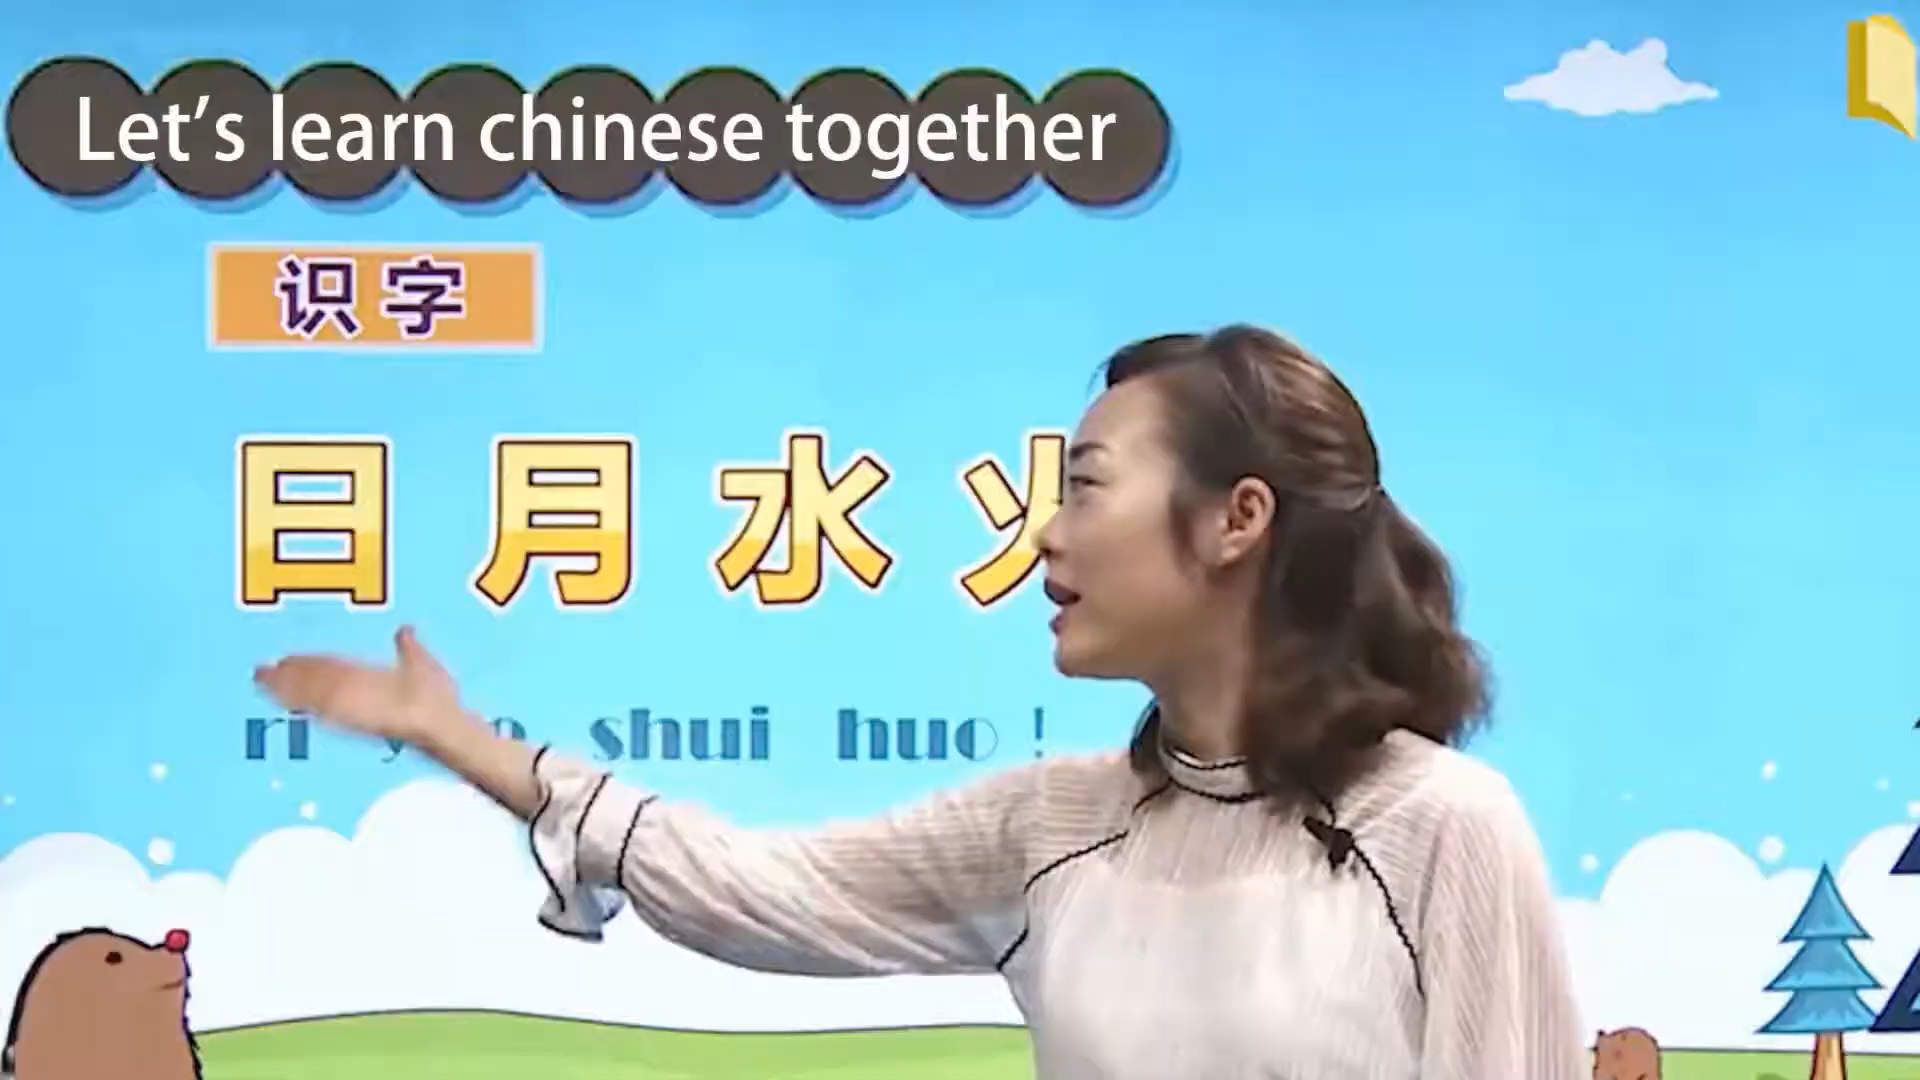 Let's learn chinese together
识字
日月水
ri shui huo !